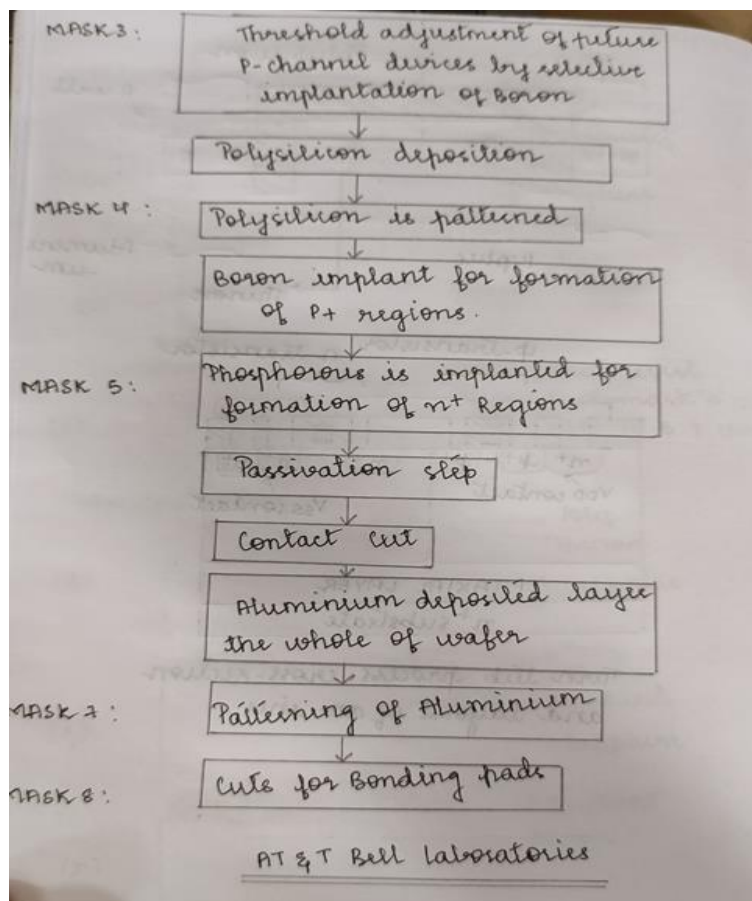 MASK 3: Threshold adjustment of future
P-channel devices by selective
implantation of Boron
Polysilicon deposition
MASK 4: Polysilicon is patterned
Boron implant for formation
of P+ regions.
MASK 5: Phosphorous is implanted for
formation of n+ Regions
Passivation step
Contact cut
Aluminium deposited layer
the whole of wafer
MASK 7: Patterning of Aluminium
MASK 8: Cuts for Bonding pads
AT & T Bell laboratories